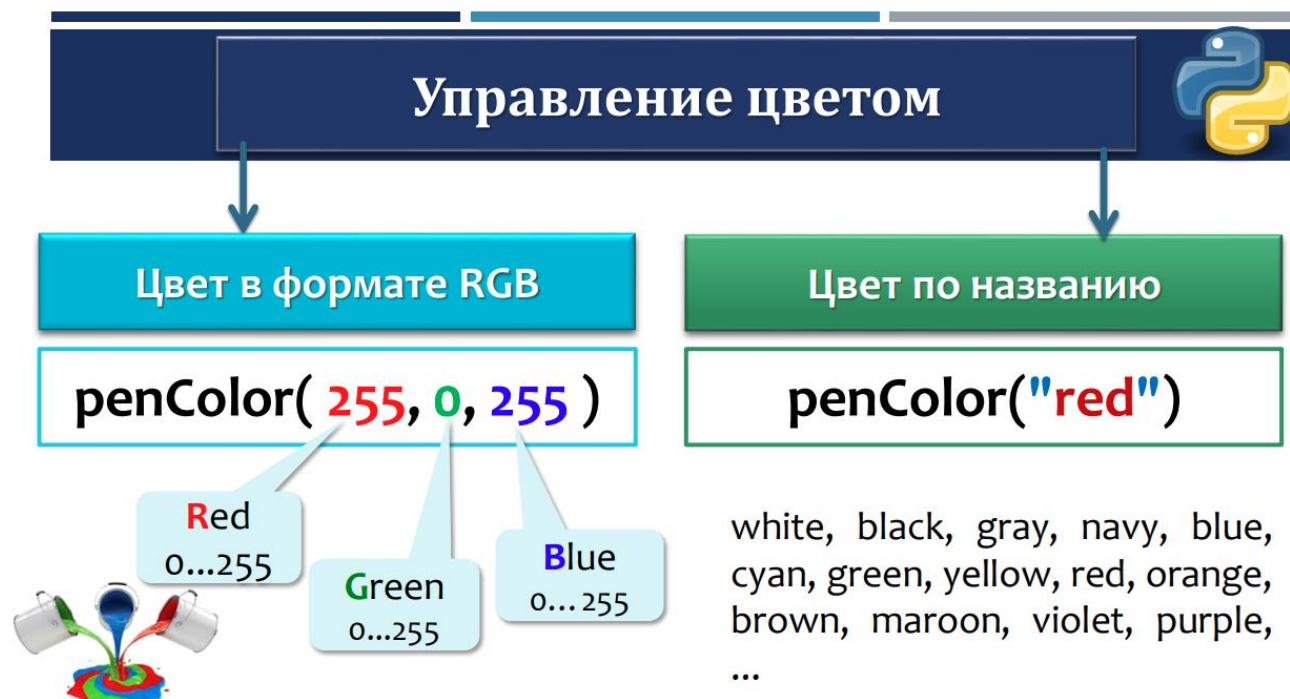 Управление цветом
Цвет в формате RGB
penColor( 255, 0, 255 )
Red
0...255
Green
0...255
Blue
0...255
Цвет по названию
penColor("red")
white, black, gray, navy, blue,
cyan, green, yellow, red, orange,
brown, maroon, violet, purple,
...